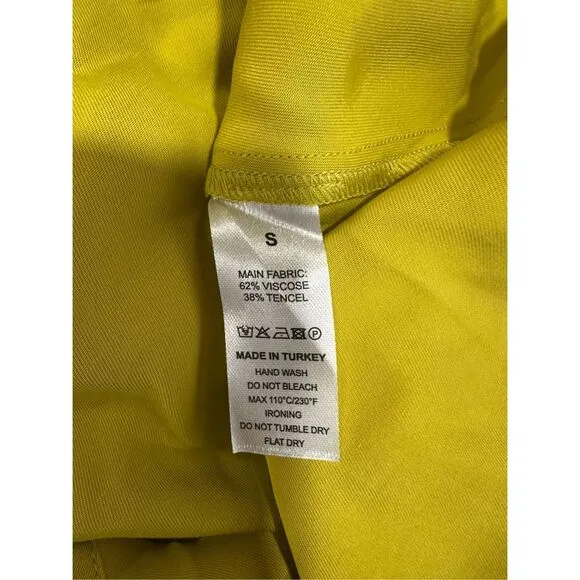 S
MAIN FABRIC:
62% VISCOSE
38% TENCEL
P
MADE IN TURKEY
HAND WASH
DO NOT BLEACH
MAX 110°C/230°F
IRONING
DO NOT TUMBLE DRY
FLAT DRY